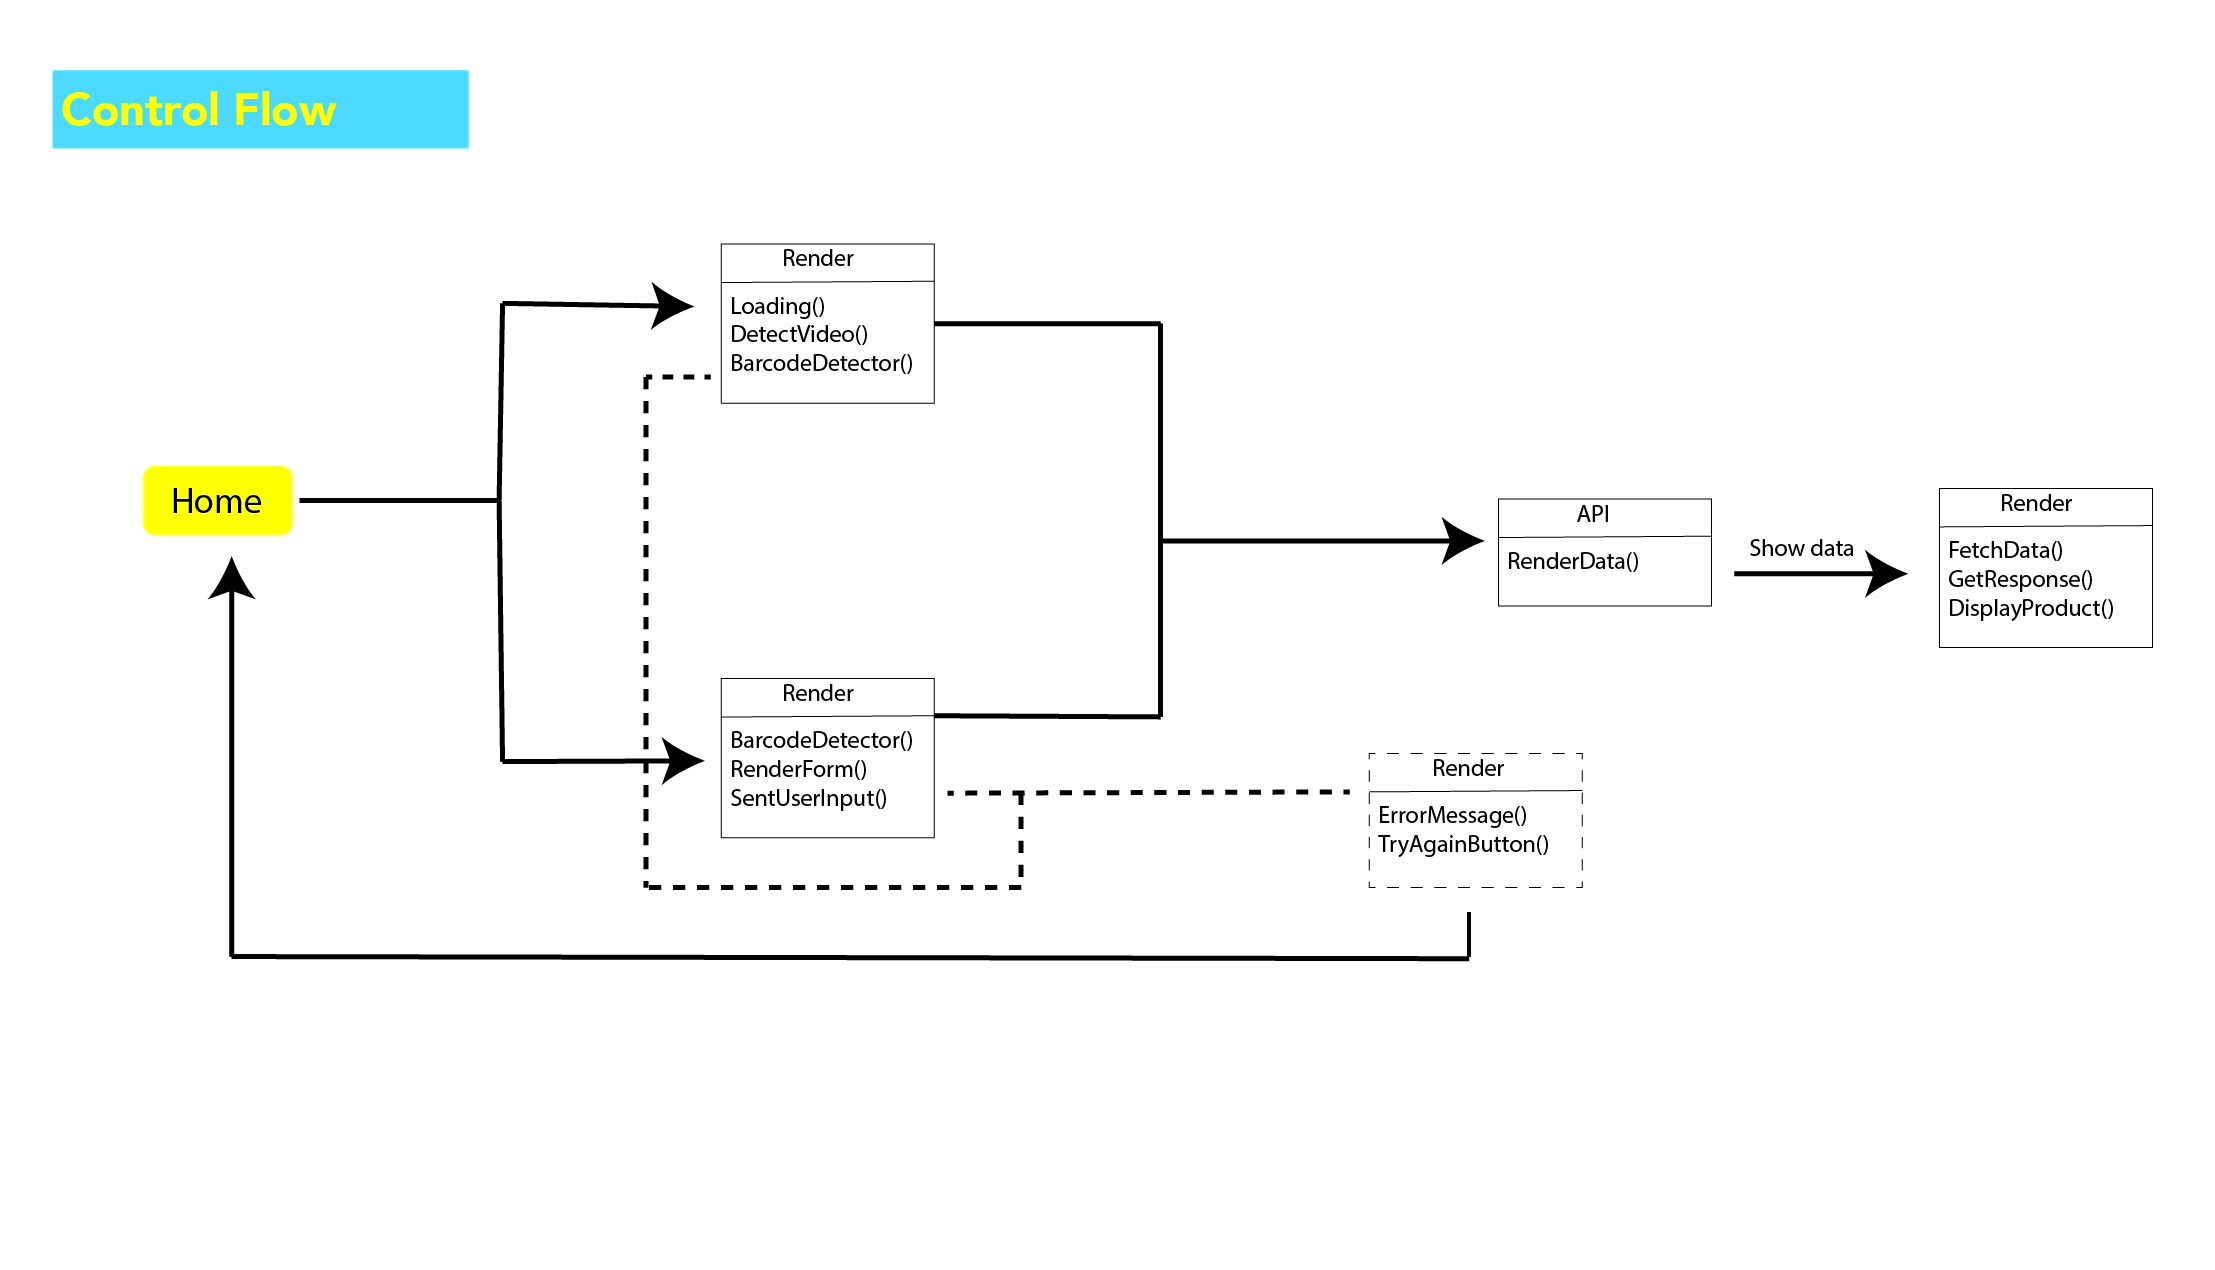 Control Flow
Render
Loading()
DetectVideo()
BarcodeDetector()
Home
API
RenderData()
Show data
Render
FetchData()
GetResponse()
DisplayProduct()
Render
BarcodeDetector()
RenderForm()
SentUserInput()
Render
ErrorMessage()
TryAgainButton()